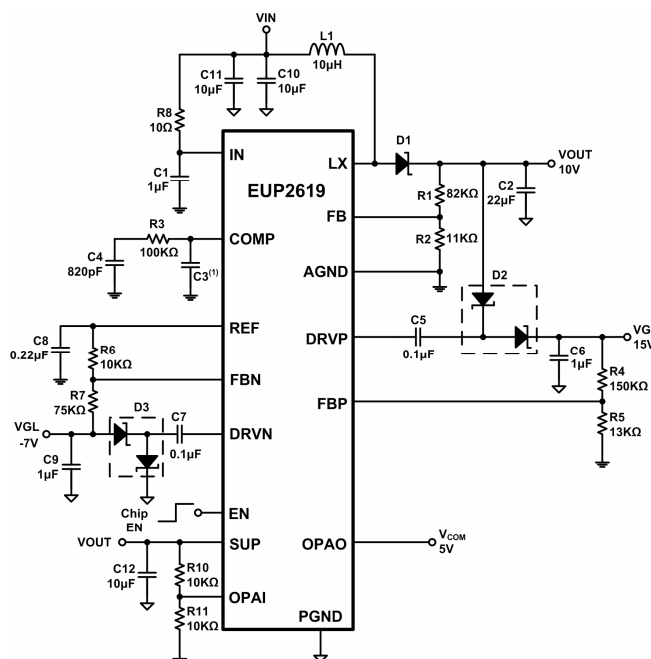 VIN
L1
10µH
C11
10µF
C10
10µF
R8
10Ω
C1
1µF
IN
EUP2619
LX
D1
VOUT
10V
R1
82KΩ
C2
22µF
FB
R2
11KΩ
AGND
R3
100KΩ
C4
820pF
C3(1)
COMP
D2
REF
C8
0.22µF
R6
10KΩ
DRVP
C5
0.1µF
C6
1µF
VG
15V
R4
150KΩ
FBN
FBP
R7
75KΩ
R5
13KΩ
VGL
-7V
D3
C7
0.1µF
DRVN
C9
1µF
Chip
EN
EN
VOUT
SUP
OPAO
VCOM
5V
C12
10µF
R10
10KΩ
OPAI
R11
10KΩ
PGND